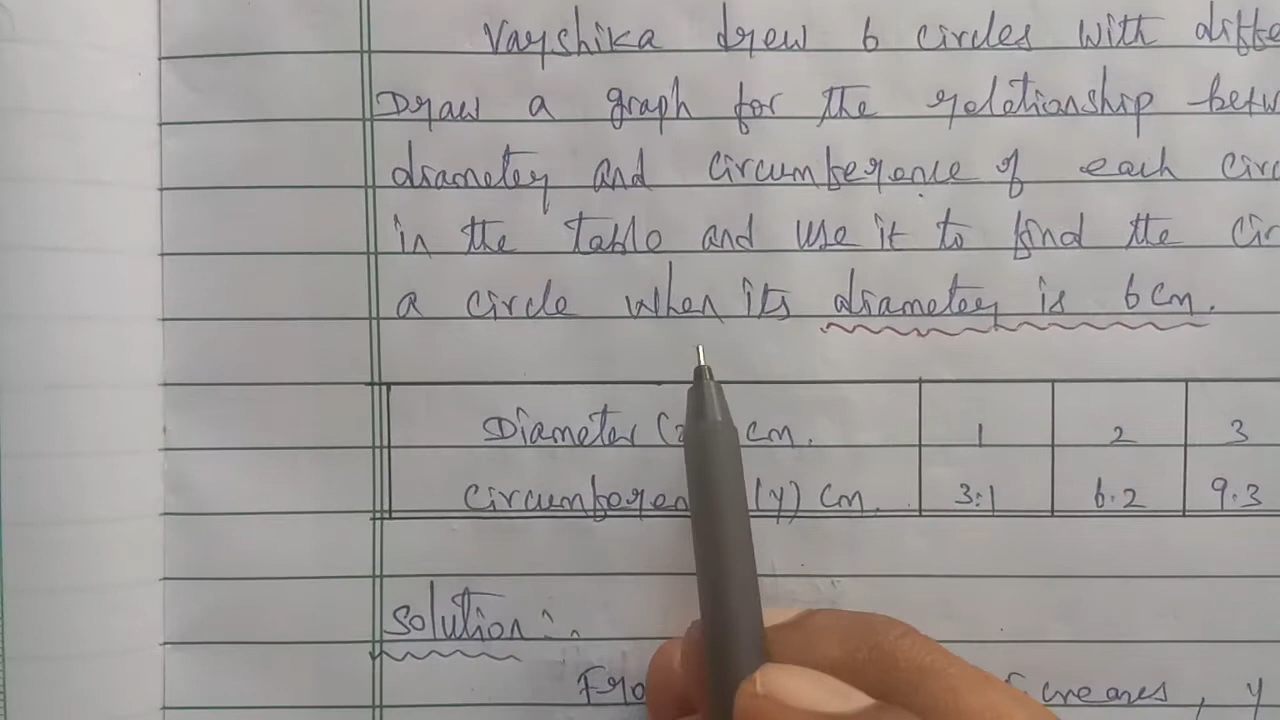 Varshika drew 6 circles with diffe
Draw a graph for the relationship betw
diameter and circumference of each circ
in the table and use it to find the cir
a circle when its diameter is 6 cm.
Diameter ( cm. 1 2 3
Circumferen (y) cm. 3.1 6.2 9.3
Solution:
Fro creases, y